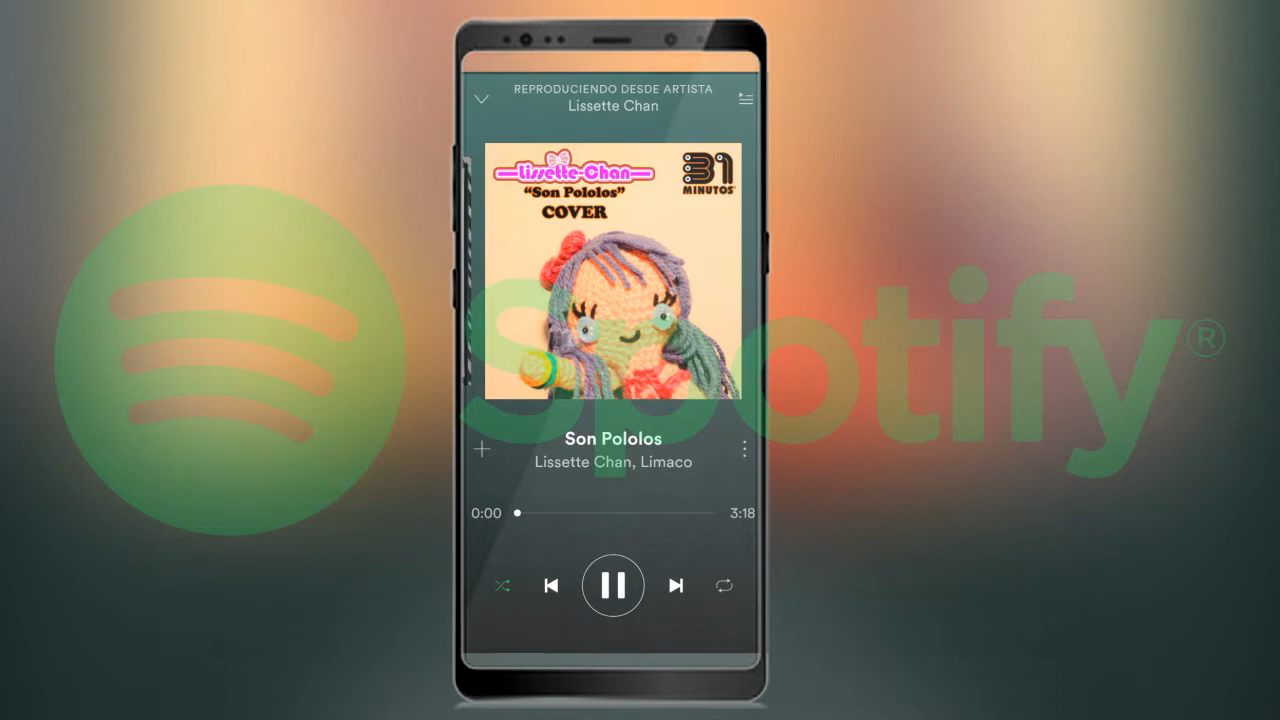 REPRODUCIENDO DESDE ARTISTA
Lissette Chan
Lissette-Chan
"Son Pololos"
COVER
31
MINUTOS
Spotify®
Son Pololos
Lissette Chan, Limaco
0:00
3:18